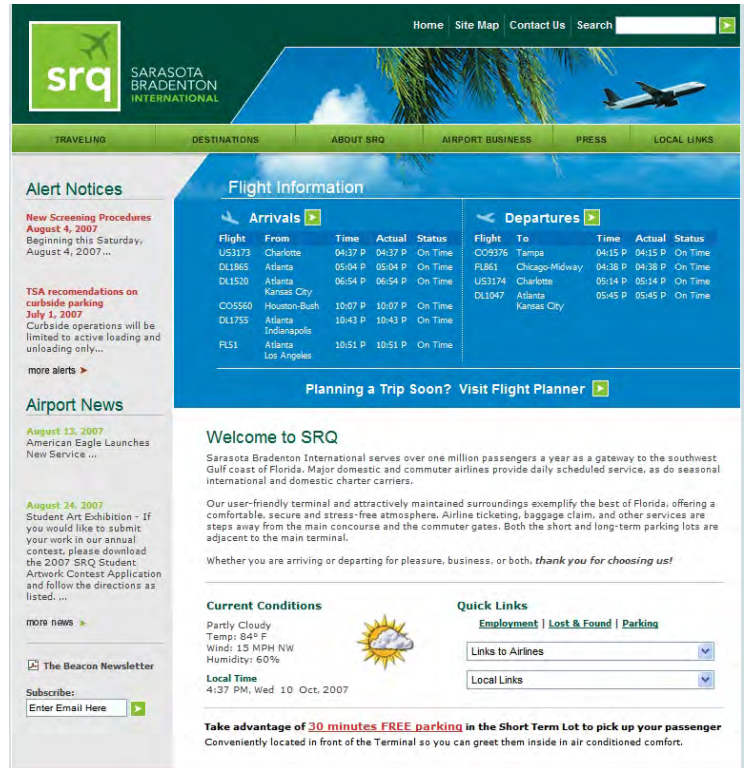 Home Site Map Contact Us Search
srq
SARASOTA
BRADENTON
INTERNATIONAL
TRAVELING DESTINATIONS ABOUT SRQ AIRPORT BUSINESS PRESS LOCAL LINKS
Alert Notices
New Screening Procedures
August 4, 2007
Beginning this Saturday,
August 4, 2007...
TSA recomendations on
curbside parking
July 1, 2007
Curbside operations will be
limited to active loading and
unloading only...
more alerts
Airport News
August 13, 2007
American Eagle Launches
New Service ...
August 24, 2007
Student Art Exhibition - If
you would like to submit
your work in our annual
contest, please download
the 2007 SRQ Student
Artwork Contest Application
and follow the directions as
listed. ...
more news
The Beacon Newsletter
Subscribe:
Enter Email Here
Flight Information
Arrivals
Flight From Time Actual Status
US3173 Charlotte 04:37 P 04:37 P On Time
DL1865 Atlanta 05:04 P 05:04 P On Time
DL1520 Atlanta 06:54 P 06:54 P On Time
Kansas City
CO5560 Houston-Bush 10:07 P 10:07 P On Time
DL1755 Atlanta 10:43 P 10:43 P On Time
Indianapolis
FL51 Atlanta 10:51 P 10:51 P On Time
Los Angeles
Departures
Flight To Time Actual Status
CO9376 Tampa 04:15 P 04:15 P On Time
FL861 Chicago-Midway 04:38 P 04:38 P On Time
US3174 Charlotte 05:14 P 05:14 P On Time
DL1047 Atlanta 05:45 P 05:45 P On Time
Kansas City
Planning a Trip Soon? Visit Flight Planner
Welcome to SRQ
Sarasota Bradenton International serves over one million passengers a year as a gateway to the southwest
Gulf coast of Florida. Major domestic and commuter airlines provide daily scheduled service, as do seasonal
international and domestic charter carriers.
Our user-friendly terminal and attractively maintained surroundings exemplify the best of Florida, offering a
comfortable, secure and stress-free atmosphere. Airline ticketing, baggage claim, and other services are
steps away from the main concourse and the commuter gates. Both the short and long-term parking lots are
adjacent to the main terminal.
Whether you are arriving or departing for pleasure, business, or both, thank you for choosing us!
Current Conditions
Partly Cloudy
Temp: 84° F
Wind: 15 MPH NW
Humidity: 60%
Local Time
4:37 PM, Wed 10 Oct, 2007
Quick Links
Employment | Lost & Found | Parking
Links to Airlines
Local Links
Take advantage of 30 minutes FREE parking in the Short Term Lot to pick up your passenger
Conveniently located in front of the Terminal so you can greet them inside in air conditioned comfort.